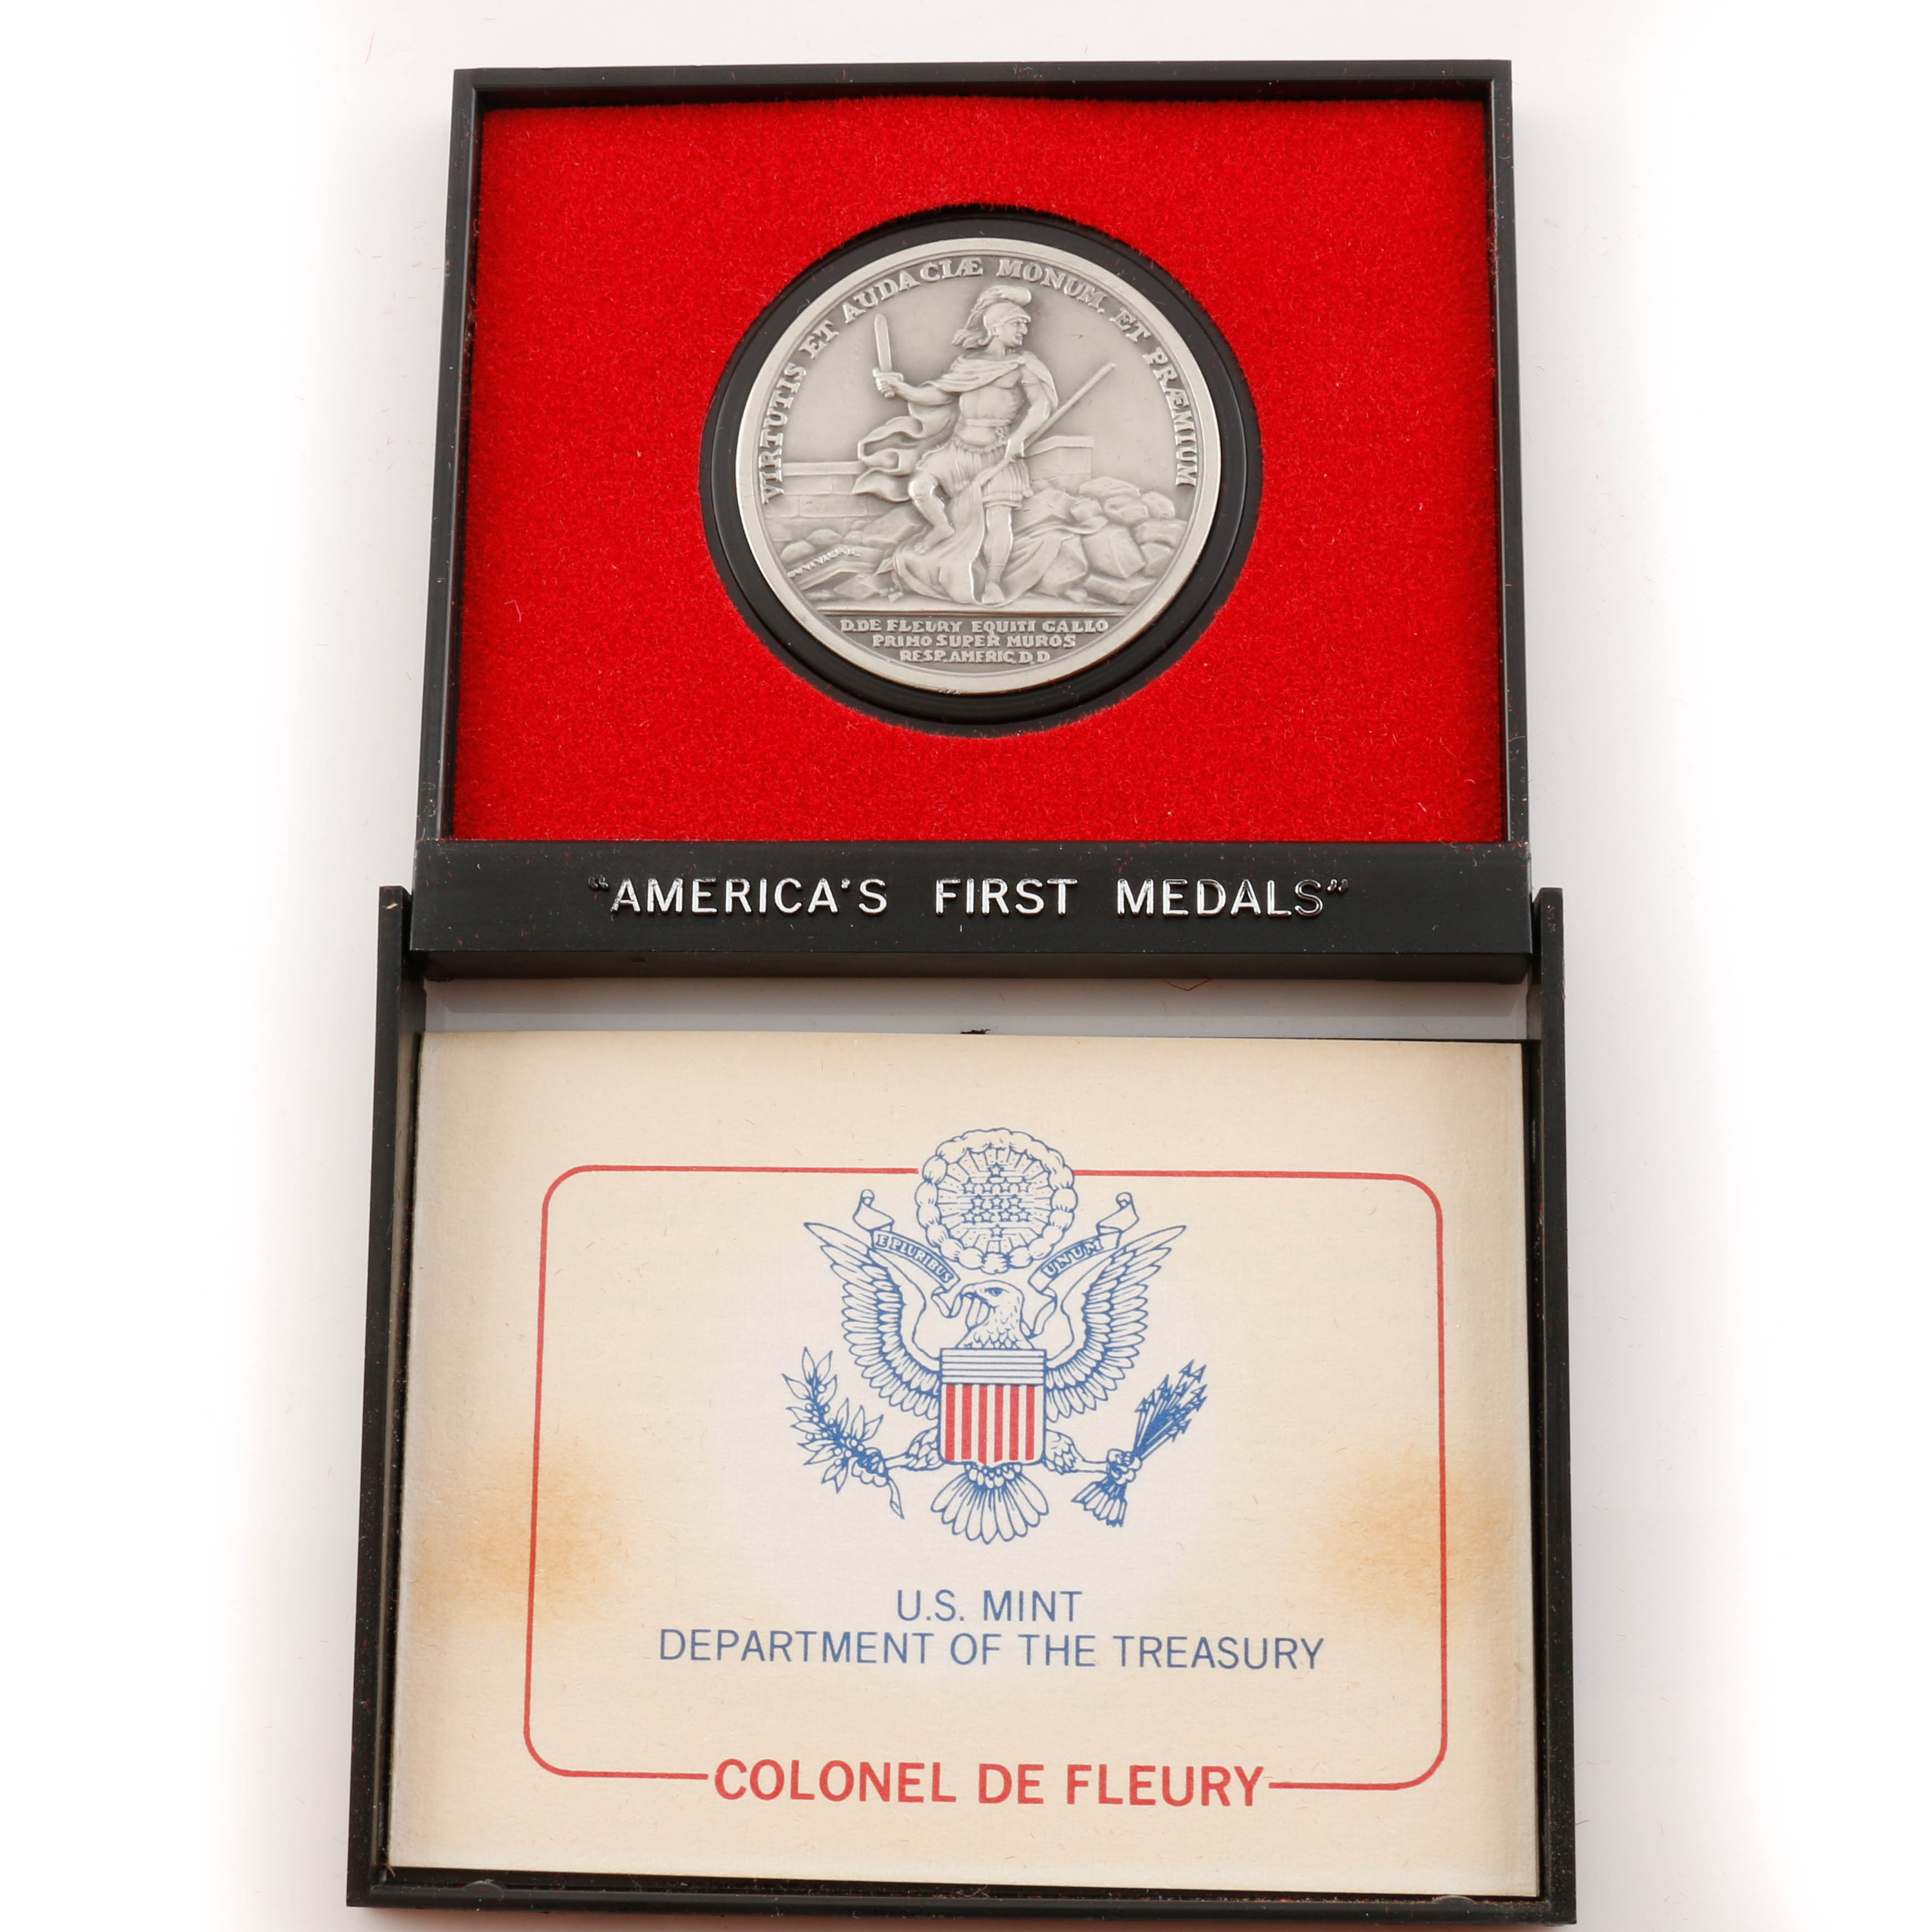 VIRTUTIS ET AUDACIÆ MONUM. ET PRÆMIUM
D.DE FLEURY EQUITI GALLO
PRIMO SUPER MUROS
RESP. AMERIC. D. D
"AMERICA'S FIRST MEDALS"
E PLURIBUS UNUM
U.S. MINT
DEPARTMENT OF THE TREASURY
COLONEL DE FLEURY